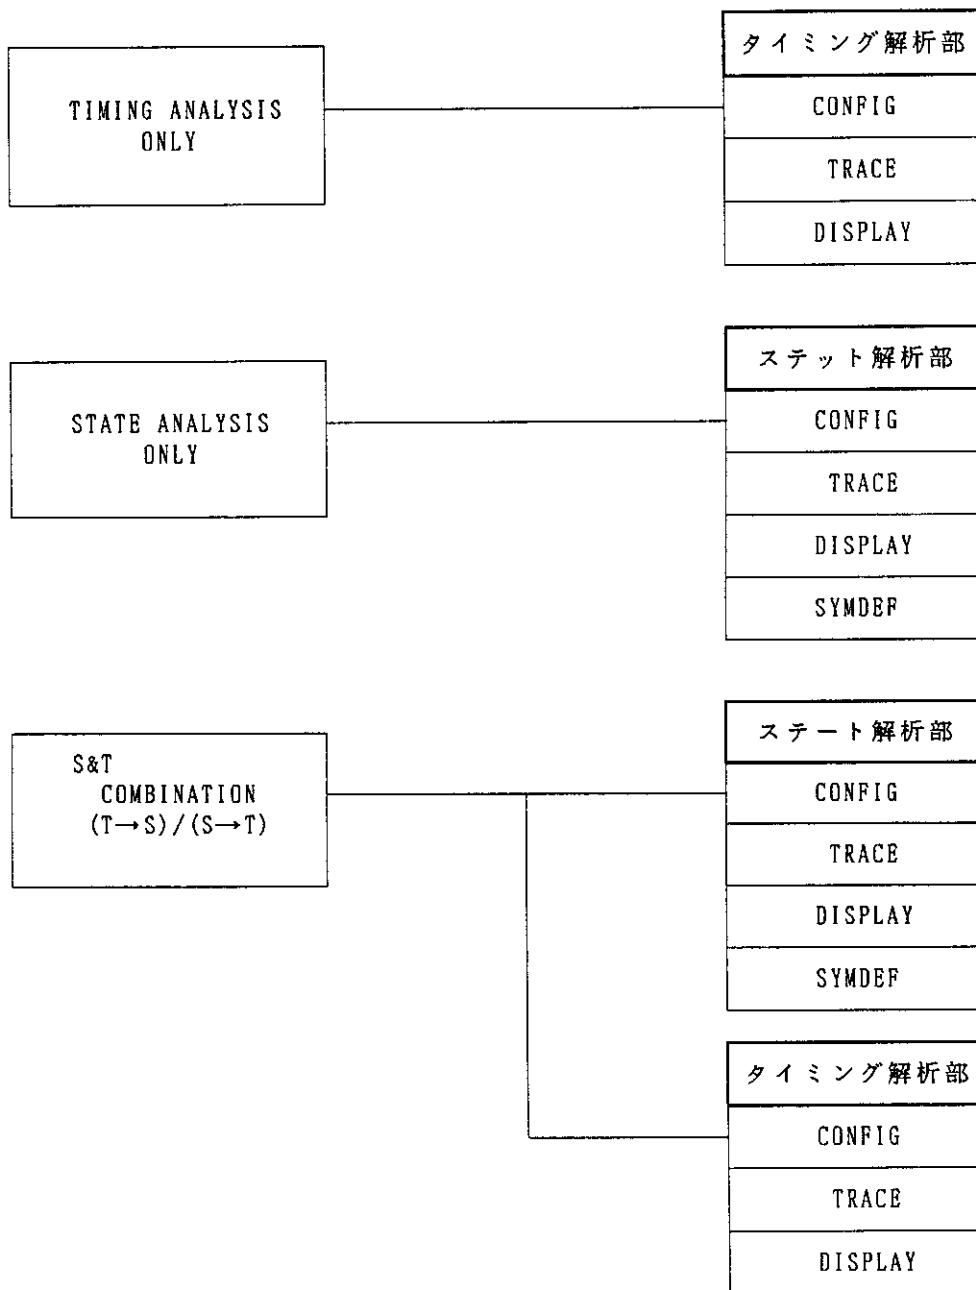 タイミング解析部
TIMING ANALYSIS
ONLY
CONFIG
TRACE
DISPLAY
ステット解析部
STATE ANALYSIS
ONLY
CONFIG
TRACE
DISPLAY
SYMDEF
ステート解析部
S&T
COMBINATION
(T→S)/(S→T)
CONFIG
TRACE
DISPLAY
SYMDEF
タイミング解析部
CONFIG
TRACE
DISPLAY